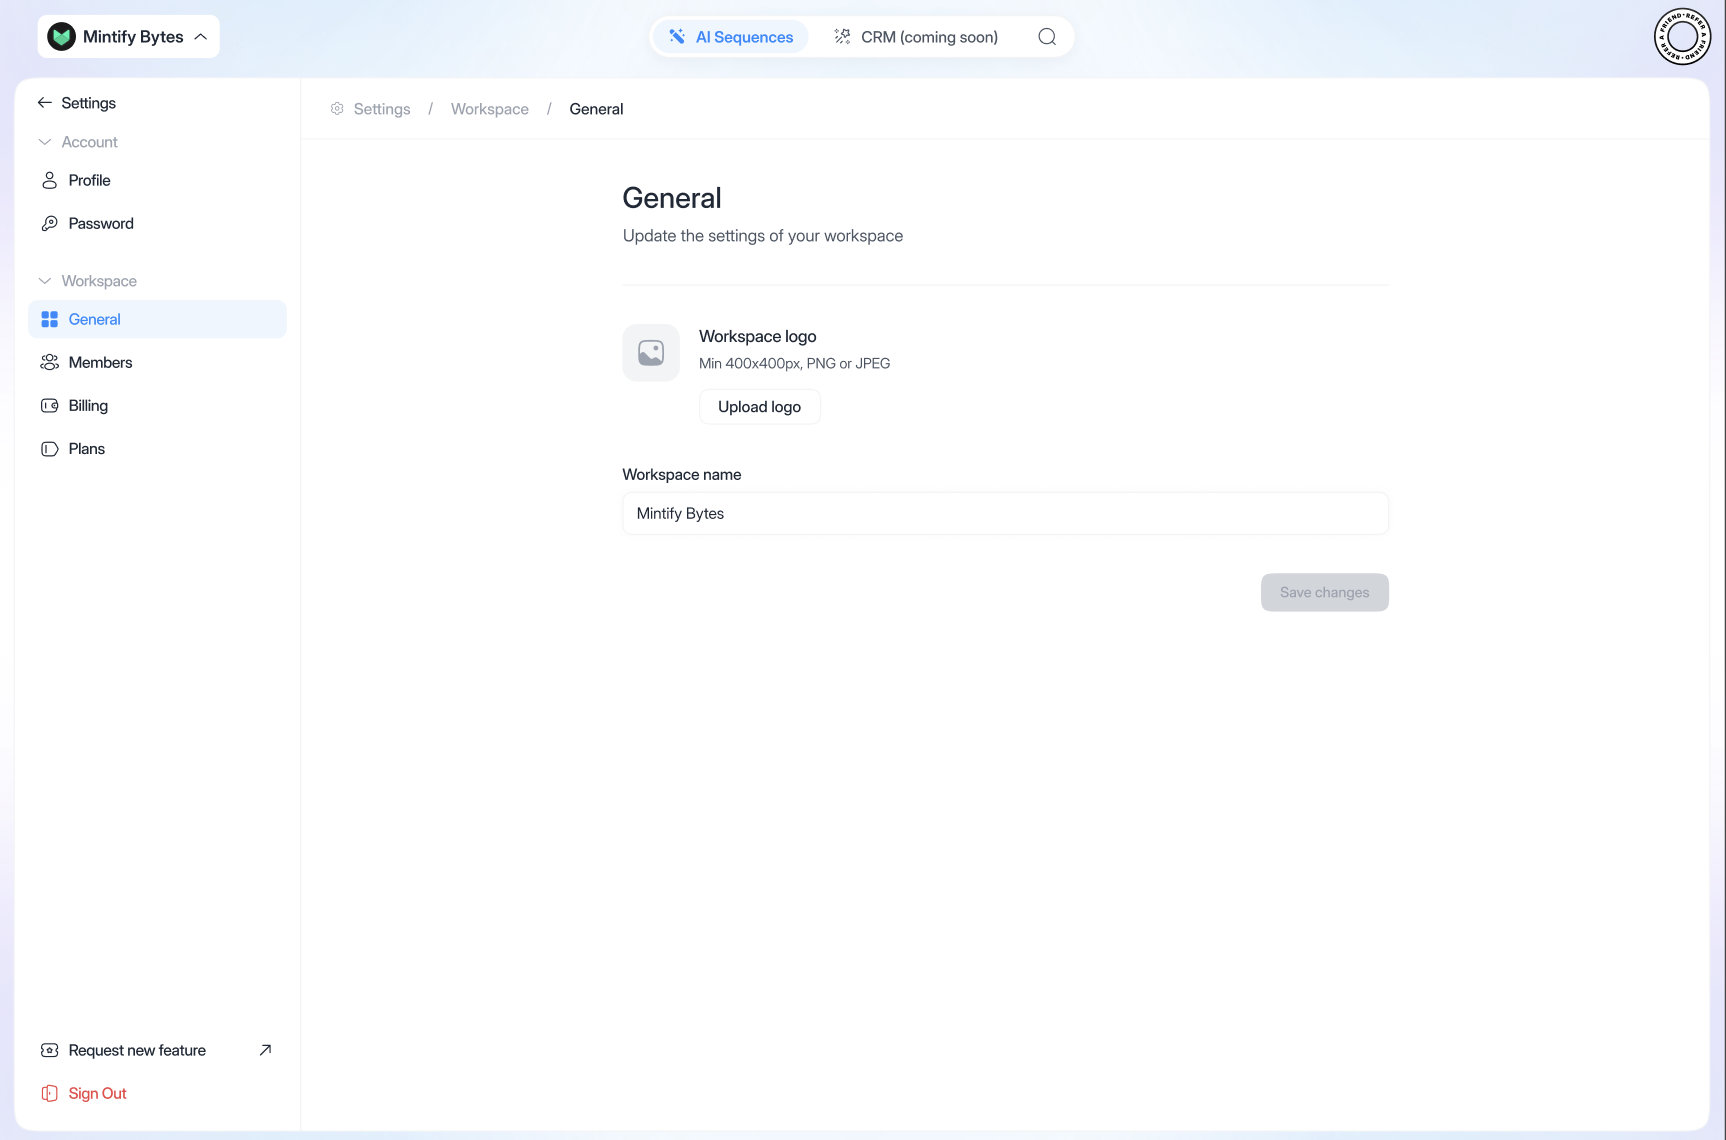 Mintify Bytes
AI Sequences
CRM (coming soon)
REFER A FRIEND • REFER A FRIEND •
Settings
Account
Profile
Password
Workspace
General
Members
Billing
Plans
Request new feature
Sign Out
Settings / Workspace / General
General
Update the settings of your workspace
Workspace logo
Min 400x400px, PNG or JPEG
Upload logo
Workspace name
Mintify Bytes
Save changes